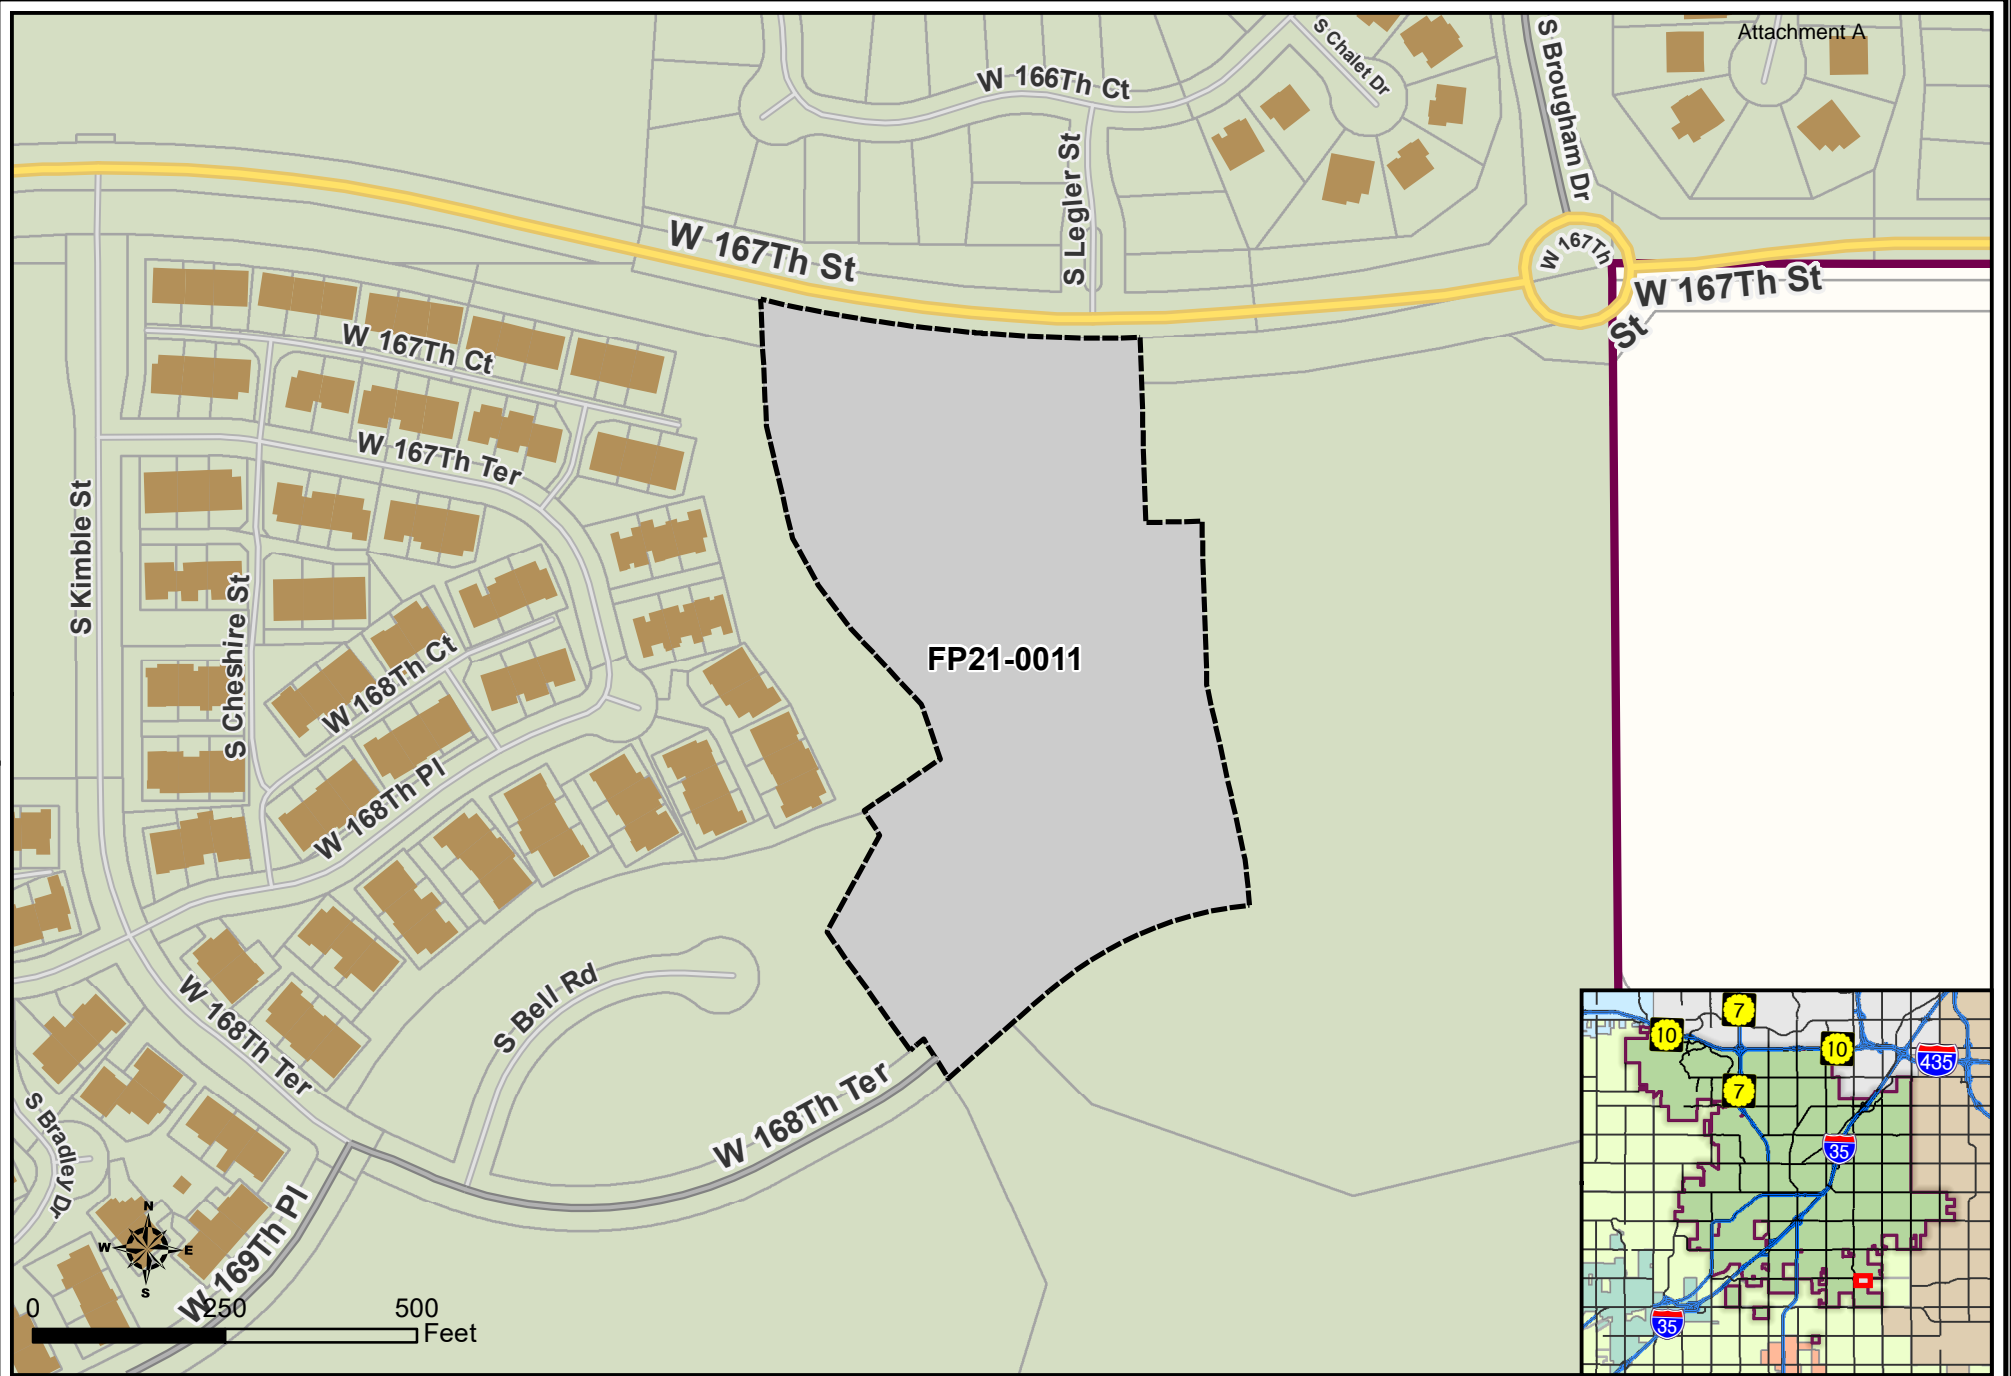 Attachment A
S Chalet Dr
S Brougham Dr
W 166Th Ct
S Legler St
W 167Th St
W 167Th
St
W 167Th St
W 167Th Ct
W 167Th Ter
S Kimble St
S Cheshire St
W 168Th Ct
W 168Th Pl
FP21-0011
S Bell Rd
W 168Th Ter
W 168Th Ter
S Bradley Dr
W 169Th Pl
N
W
E
S
0
250
500
Feet
7
10
10
435
7
35
35